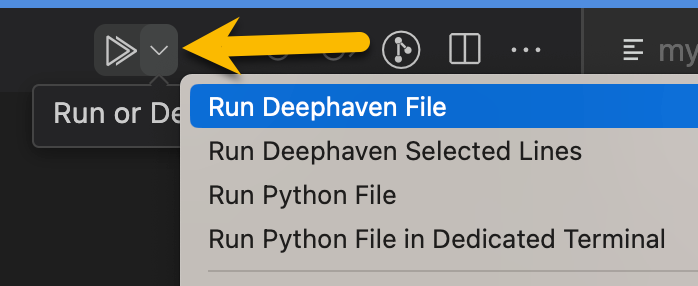 my
Run or De
Run Deephaven File
Run Deephaven Selected Lines
Run Python File
Run Python File in Dedicated Terminal